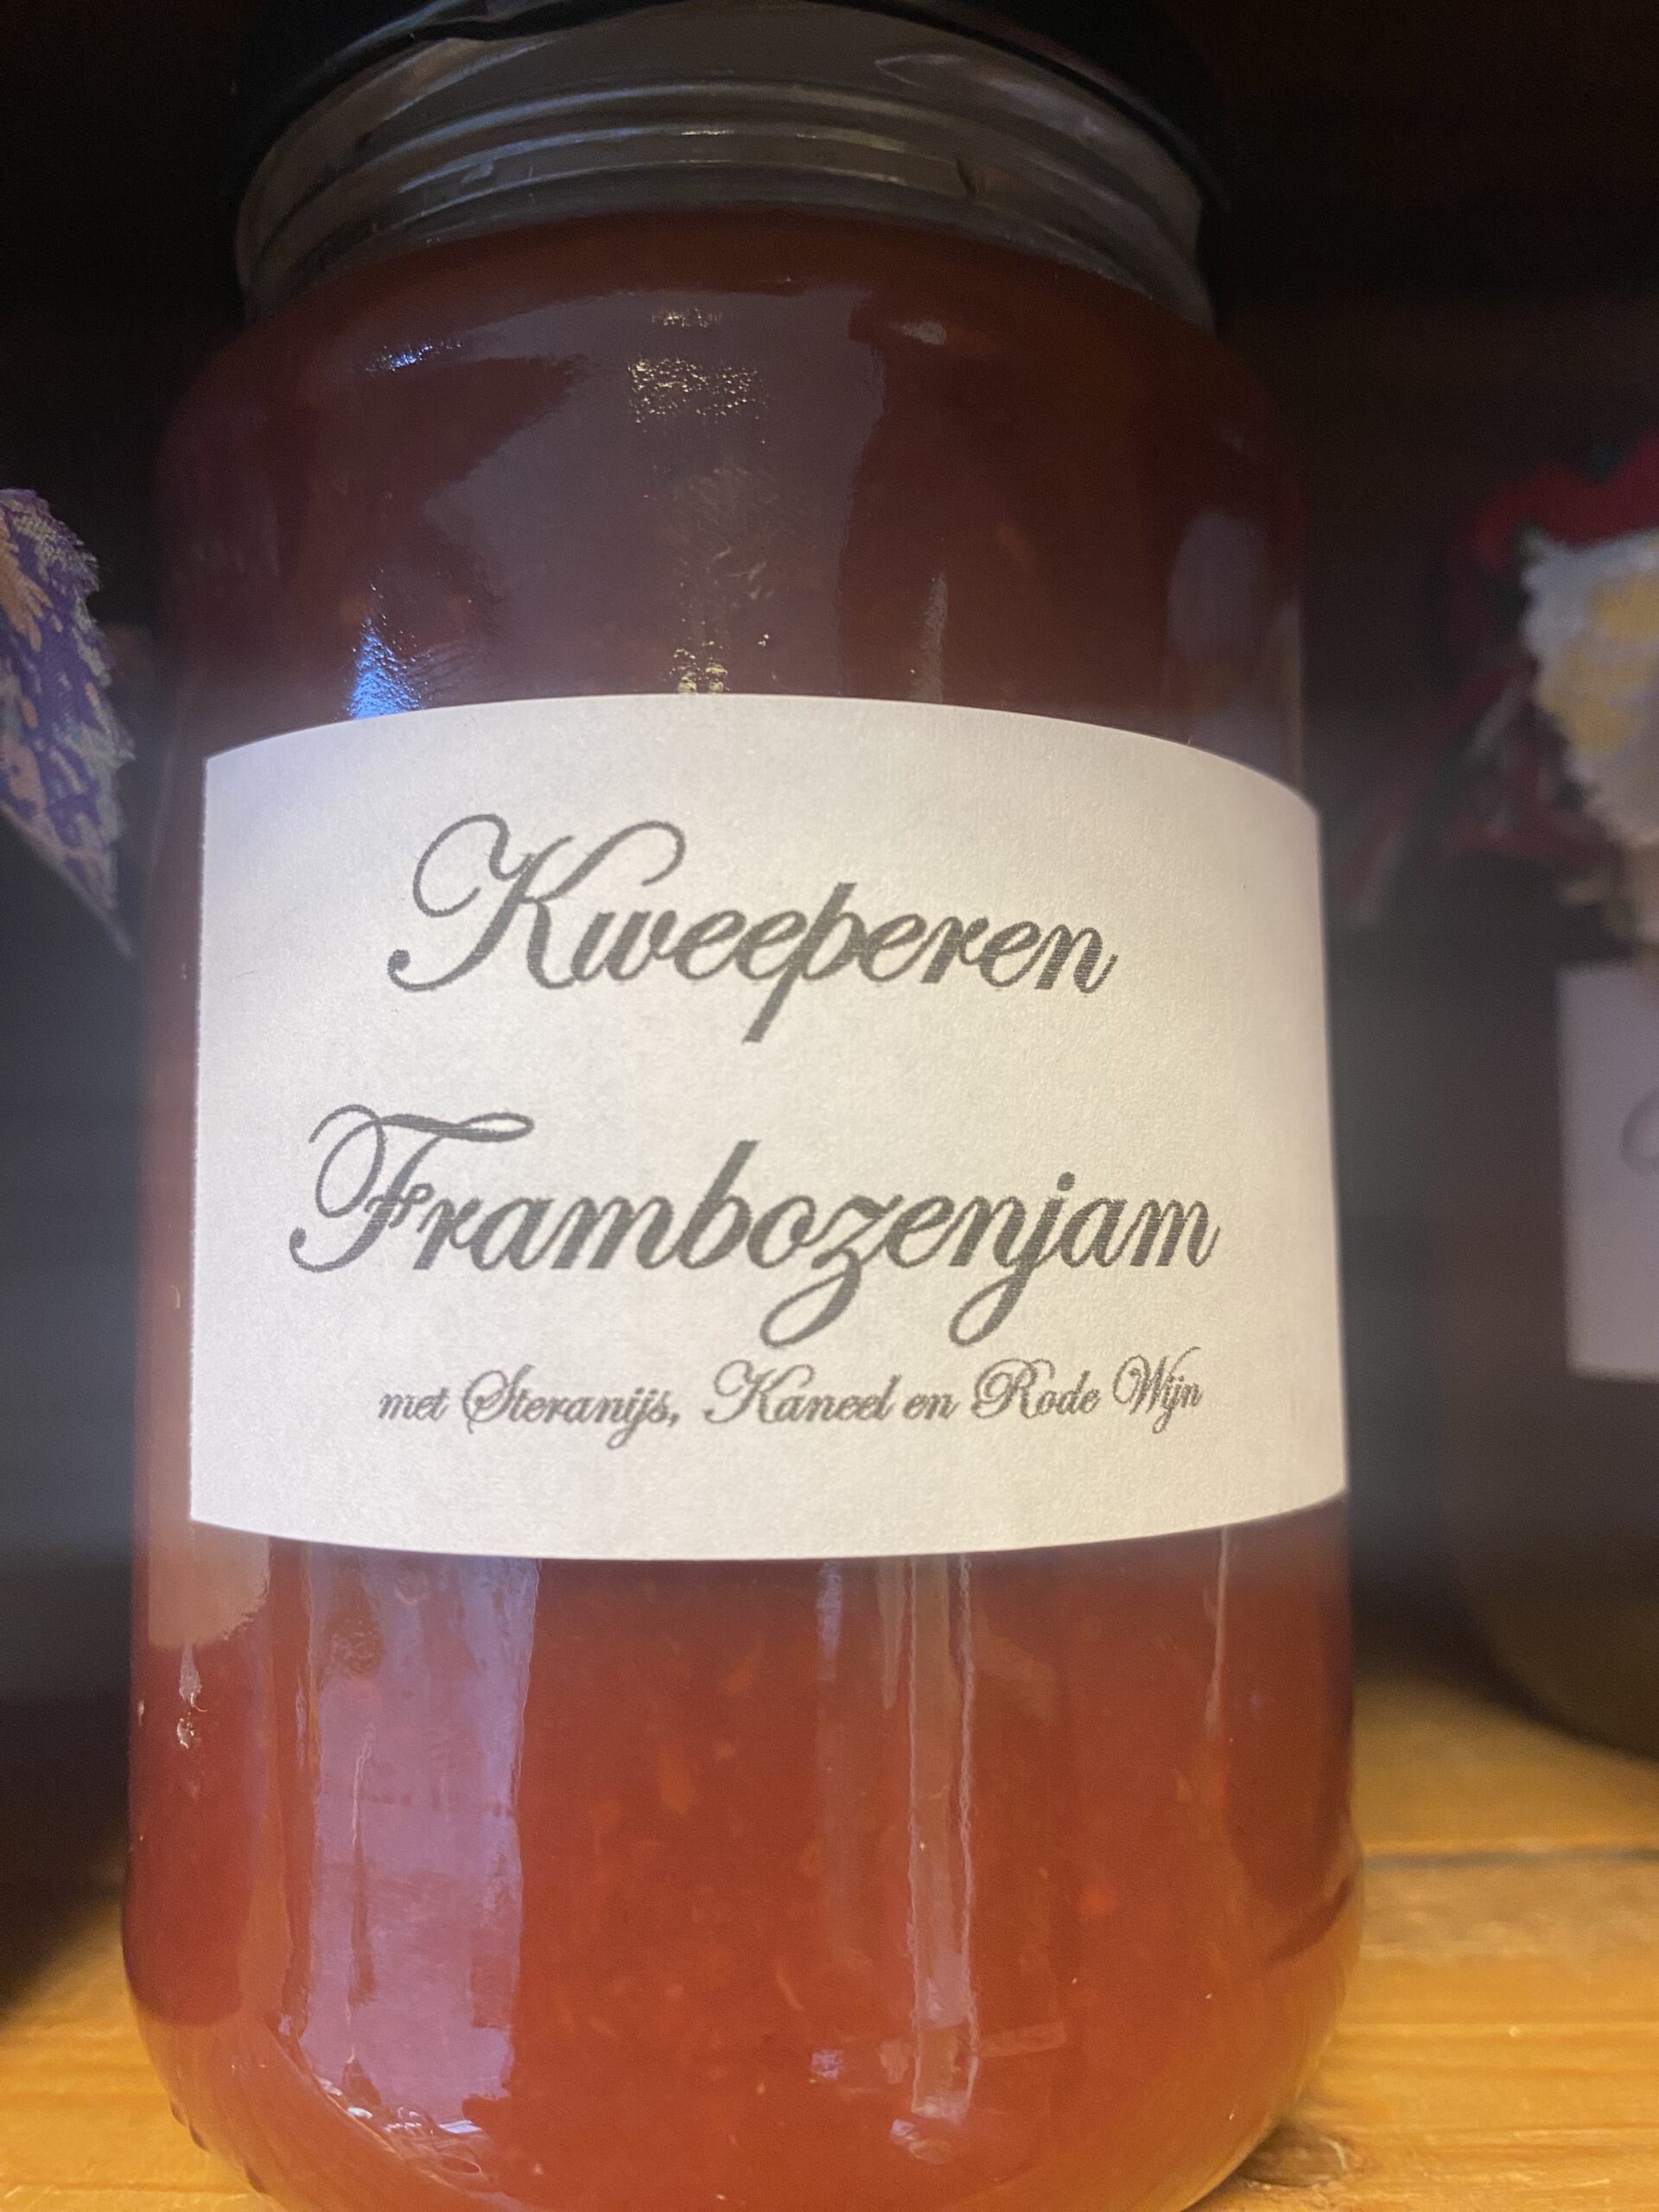 Kweeperen
Frambozenjam
met Steranijs, Kaneel en Rode Wijn